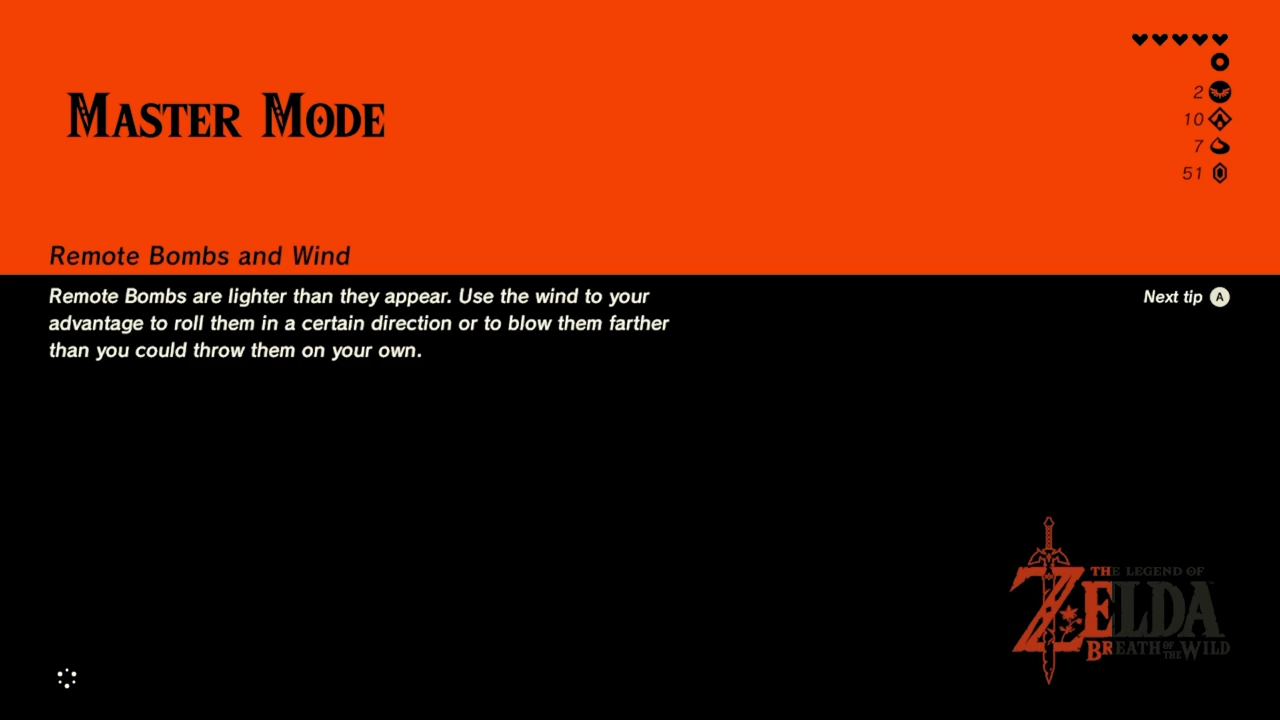 MASTER MODE
2
10
7
51
Remote Bombs and Wind
Remote Bombs are lighter than they appear. Use the wind to your
advantage to roll them in a certain direction or to blow them farther
than you could throw them on your own.
Next tip A
THE LEGEND OF
ZELDA
BREATH OF THE WILD